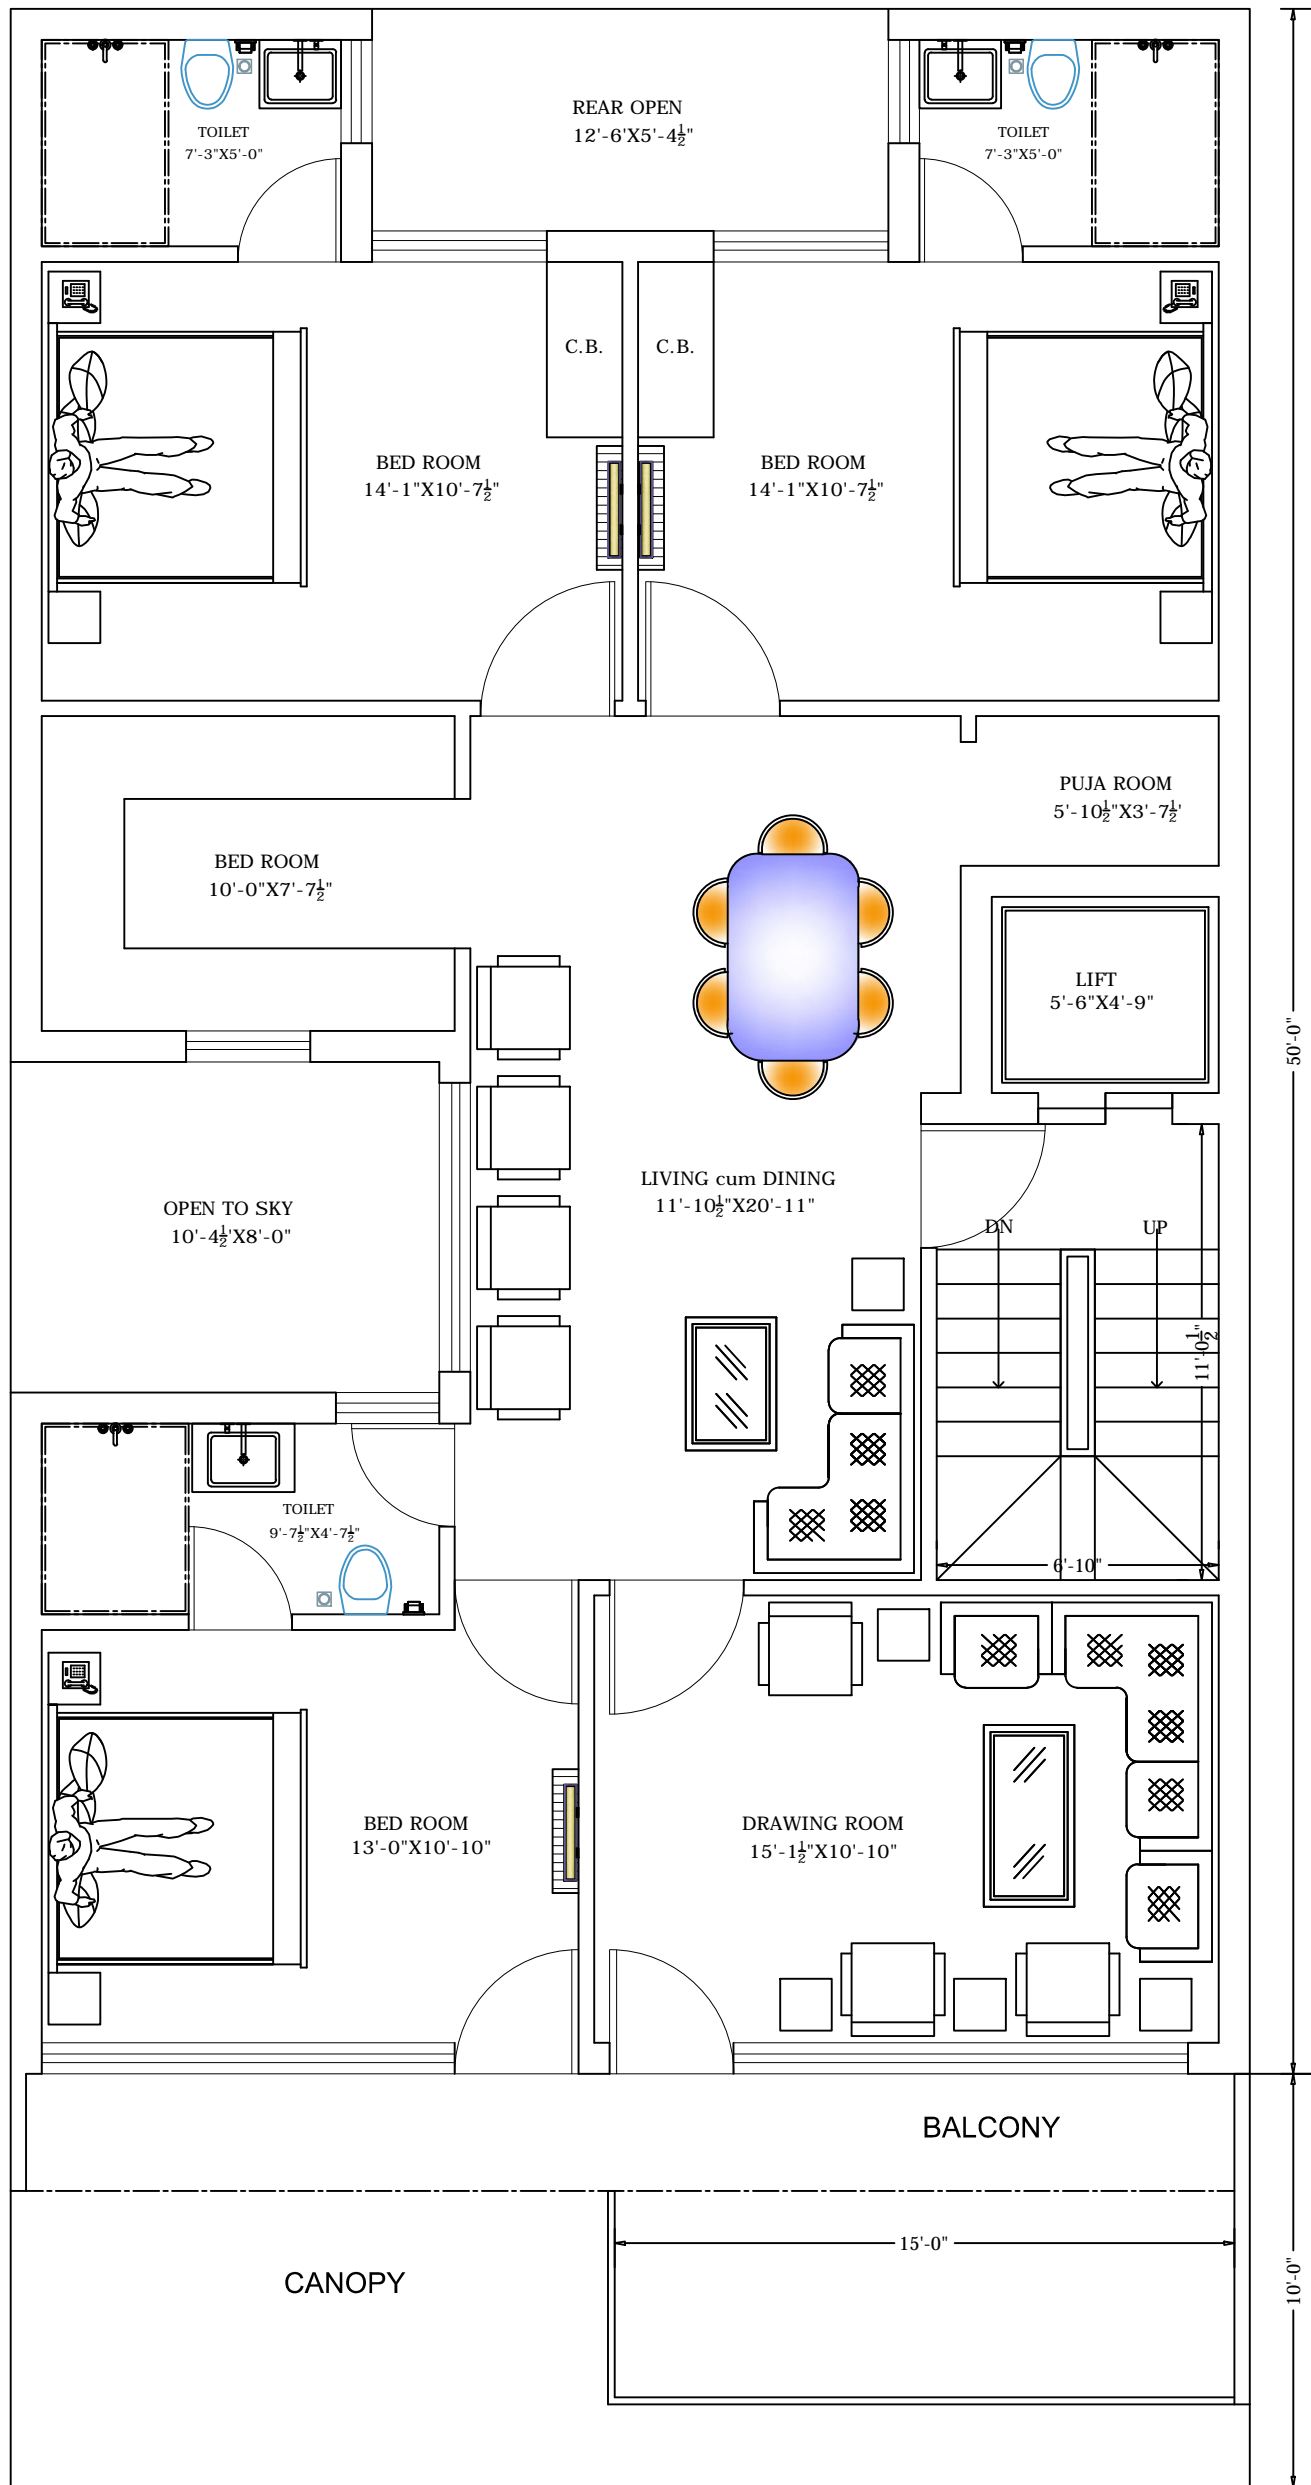 REAR OPEN
12'-6'X5'-4½"
TOILET
7'-3"X5'-0"
TOILET
7'-3"X5'-0"
C.B.
C.B.
BED ROOM
14'-1"X10'-7½"
BED ROOM
14'-1"X10'-7½"
PUJA ROOM
5'-10½"X3'-7½'
BED ROOM
10'-0"X7'-7½"
LIFT
5'-6"X4'-9"
50'-0"
LIVING cum DINING
11'-10½"X20'-11"
OPEN TO SKY
10'-4½'X8'-0"
DN
UP
11'-0½"
TOILET
9'-7½"X4'-7½"
6'-10"
BED ROOM
13'-0"X10'-10"
DRAWING ROOM
15'-1½"X10'-10"
BALCONY
15'-0"
CANOPY
10'-0"